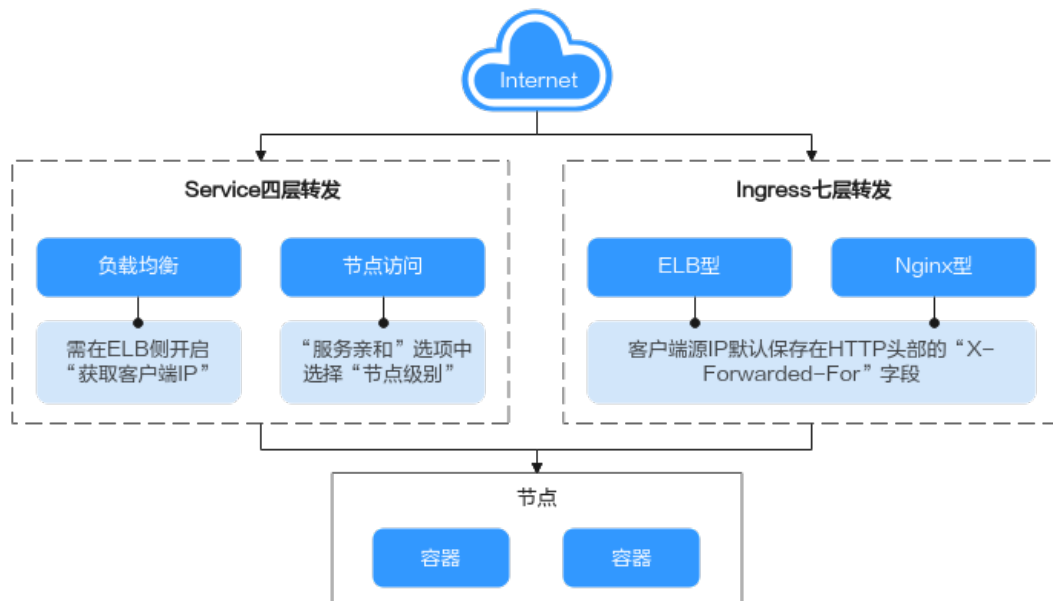 Internet
Service四层转发
Ingress七层转发
负载均衡
节点访问
ELB型
Nginx型
需在ELB侧开启
“获取客户端IP”
“服务亲和”选项中
选择“节点级别”
客户端源IP默认保存在HTTP头部的“X-
Forwarded-For”字段
节点
容器
容器